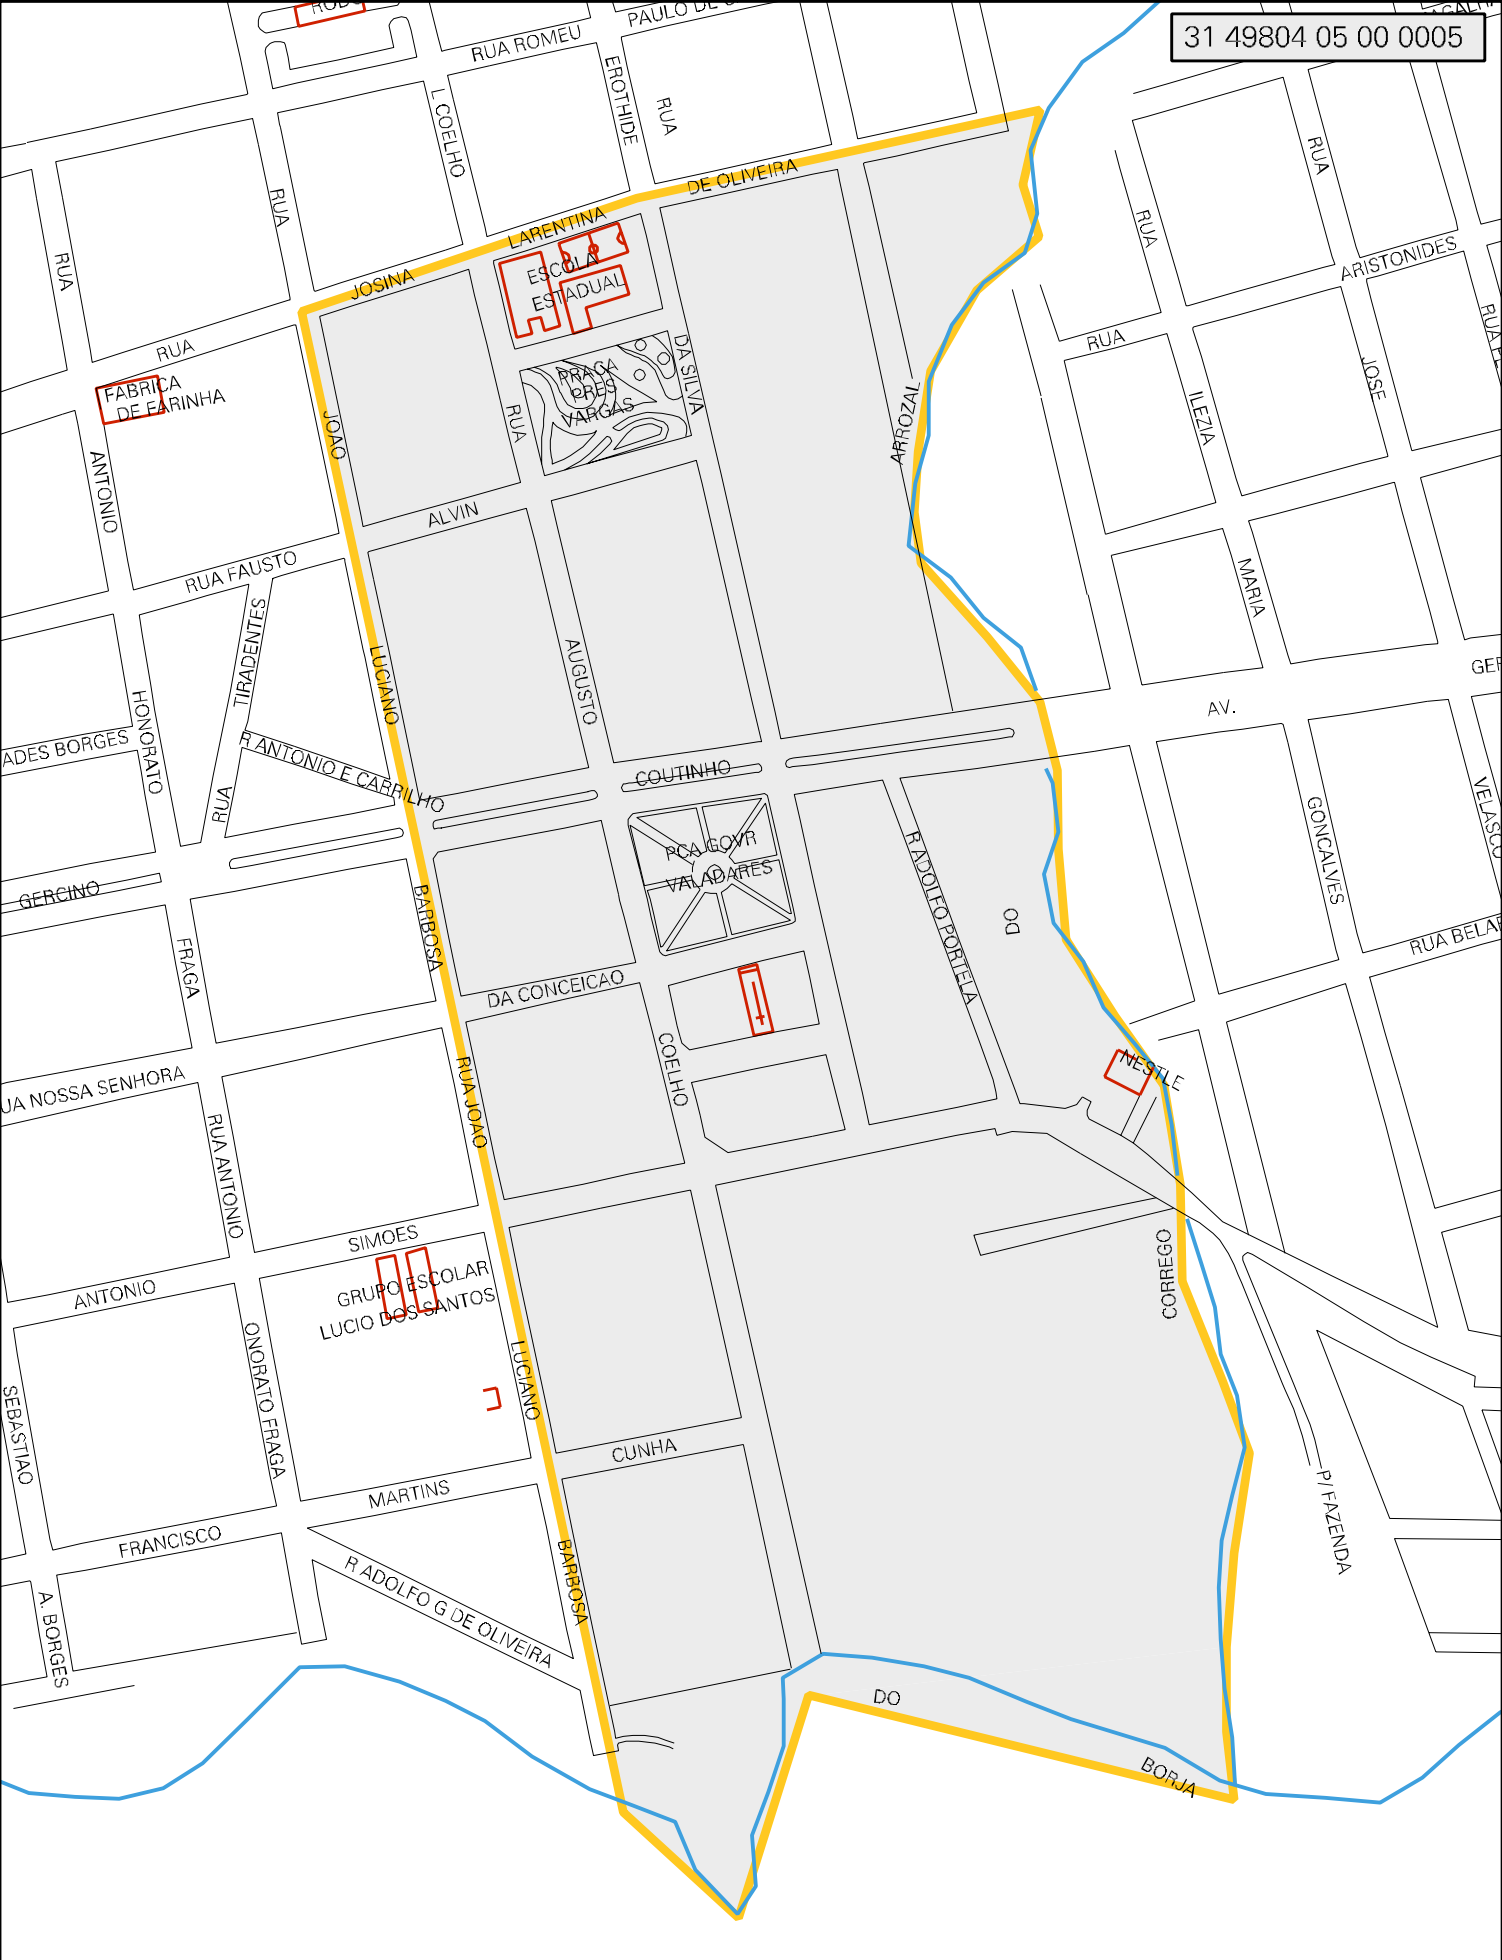 PAULO DE
31 49804 05 00 0005
RUA ROMEU
EROTHIDE
RUA
L COELHO
RUA
RUA
RUA
RUA
DE OLIVEIRA
LARENTINA
JOSINA
ESCOLA
ESTADUAL
ARISTONIDES
RUA
RUA
RUA
FABRICA
DE FARINHA
PRACA
PRES
VARGAS
DA SILVA
RUA
JOAO
JOSE
ILEZIA
ARROZAL
ANTONIO
ALVIN
RUA FAUSTO
TIRADENTES
MARIA
AUGUSTO
LUCIANO
HONORATO
ADES BORGES
R ANTONIO E CARRILHO
RUA
AV.
COUTINHO
PCA GOVR
VALADARES
R ADOLFO PORTELA
GONCALVES
VELASCO
GERCINO
BARBOSA
FRAGA
DO
RUA BELAR
DA CONCEICAO
COELHO
NESTLE
UA NOSSA SENHORA
RUA JOAO
RUA ANTONIO
SIMOES
CORREGO
GRUPO ESCOLAR
LUCIO DOS SANTOS
ANTONIO
ONORATO FRAGA
LUCIANO
SEBASTIAO
CUNHA
MARTINS
FRANCISCO
P/ FAZENDA
R ADOLFO G DE OLIVEIRA
BARBOSA
A. BORGES
DO
BORJA